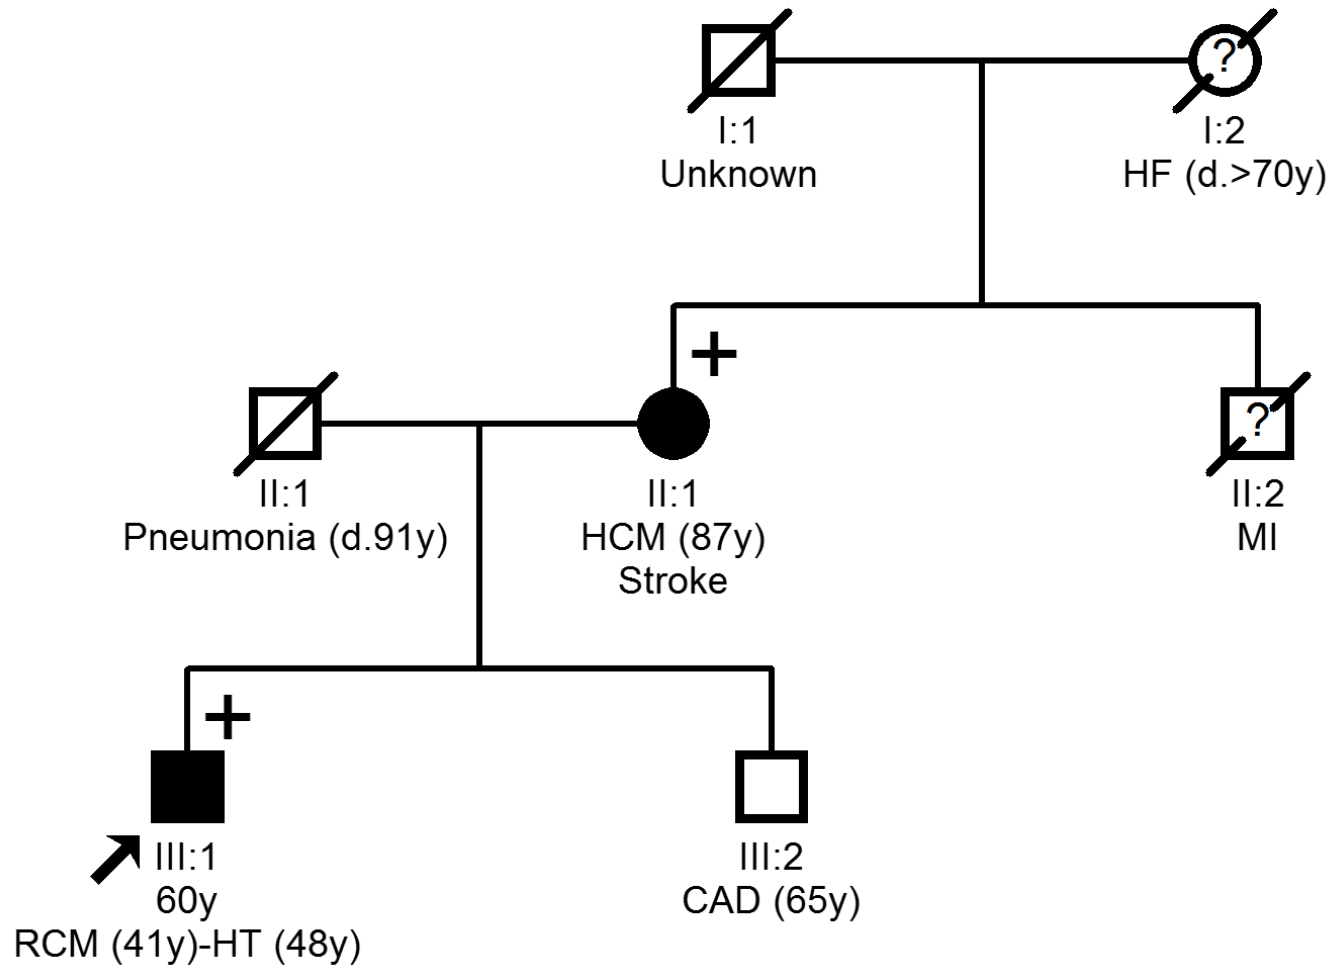 ?
I:1
Unknown
I:2
HF (d.>70y)
+
?
II:1
Pneumonia (d.91y)
II:1
HCM (87y)
Stroke
II:2
MI
+
III:1
60y
RCM (41y)-HT (48y)
III:2
CAD (65y)